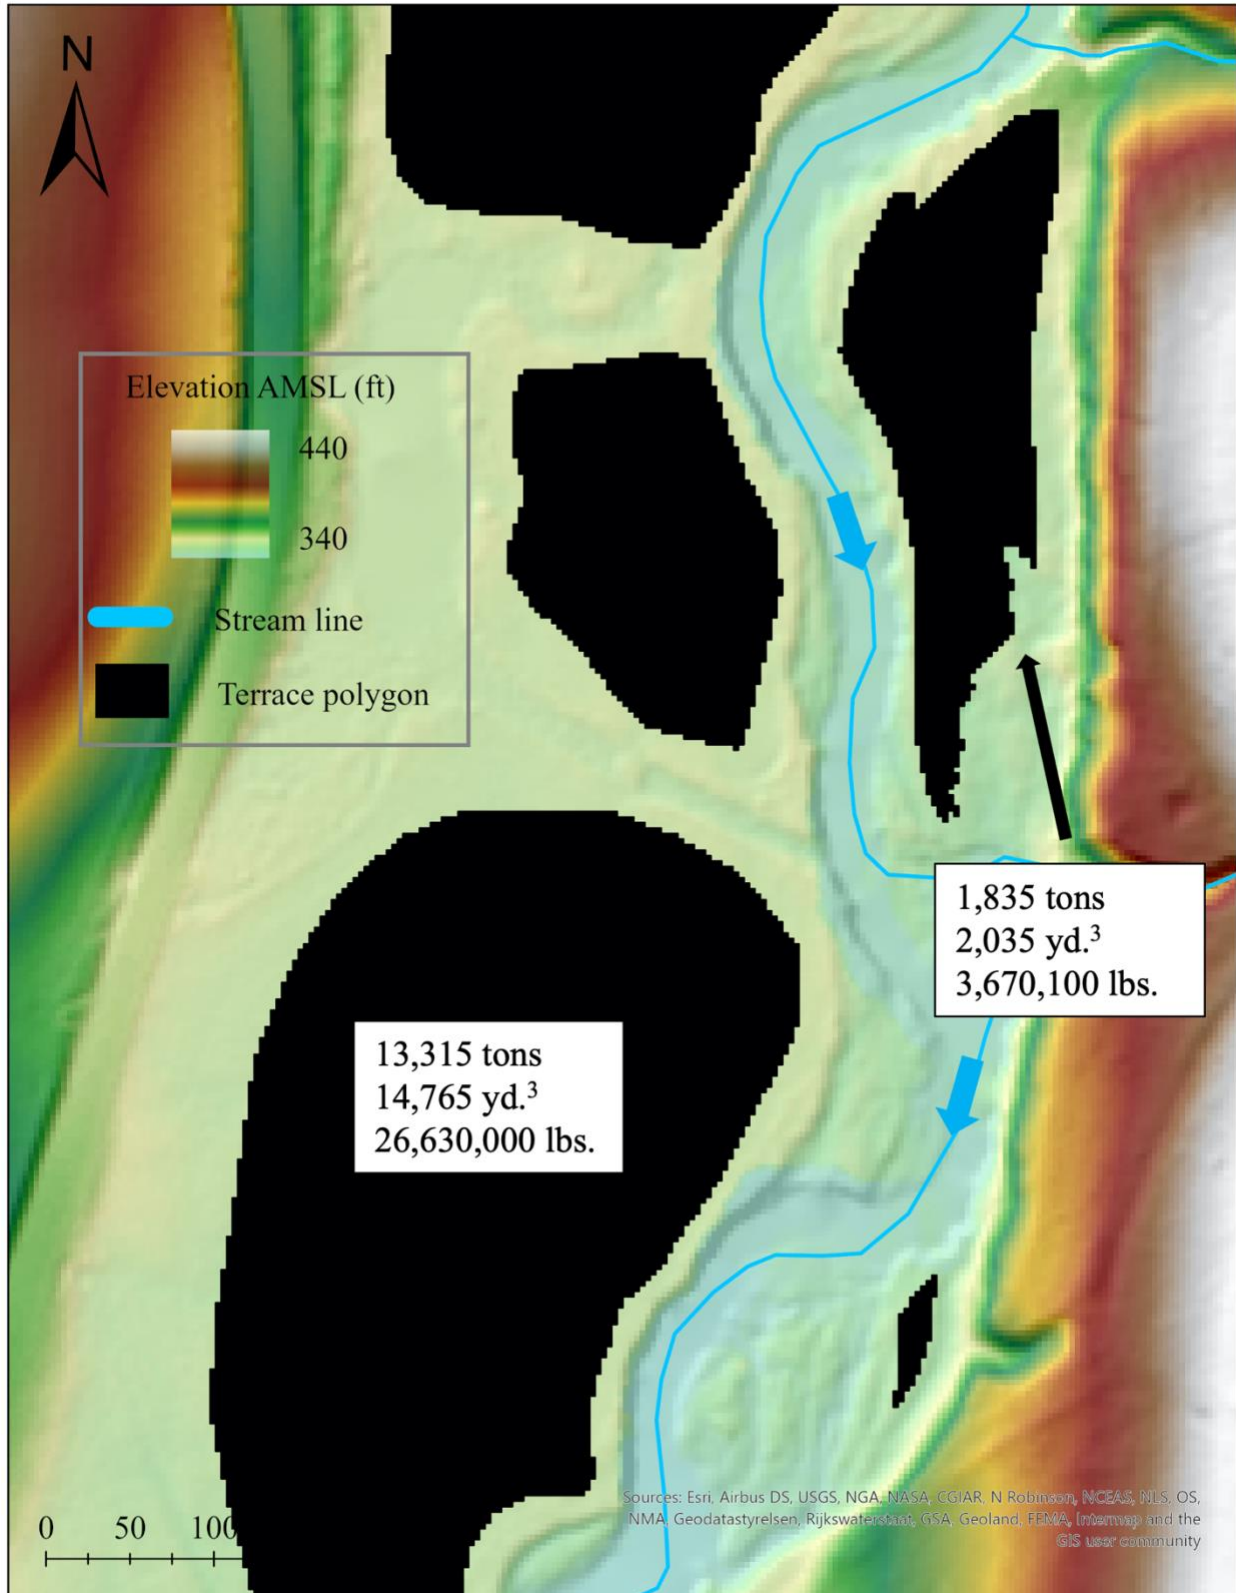 N
Elevation AMSL (ft)
440
340
Stream line
Terrace polygon
1,835 tons
2,035 yd.³
3,670,100 lbs.
13,315 tons
14,765 yd.³
26,630,000 lbs.
Sources: Esri, Airbus DS, USGS, NGA, NASA, CGIAR, N Robinson, NCEAS, NLS, OS,
NMA, Geodatastyrelsen, Rijkswaterstaat, GSA, Geoland, FEMA, Intermap and the
GIS user community
0 50 100